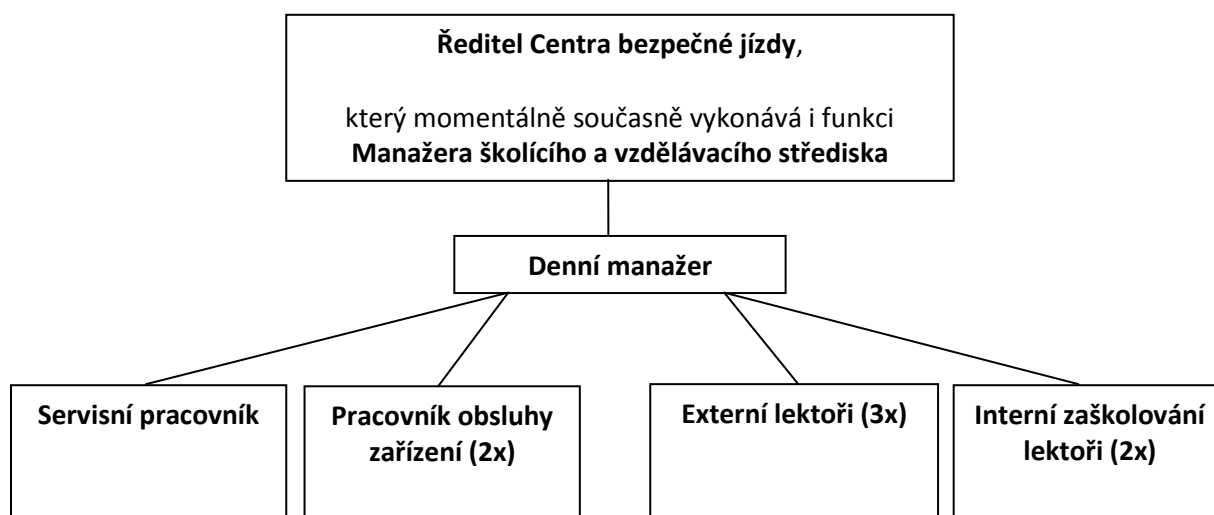 Ředitel Centra bezpečné jízdy,
který momentálně současně vykonává i funkci
Manažera školícího a vzdělávacího střediska
Denní manažer
Servisní pracovník
Pracovník obsluhy
zařízení (2x)
Externí lektoři (3x)
Interní zaškolování
lektoři (2x)